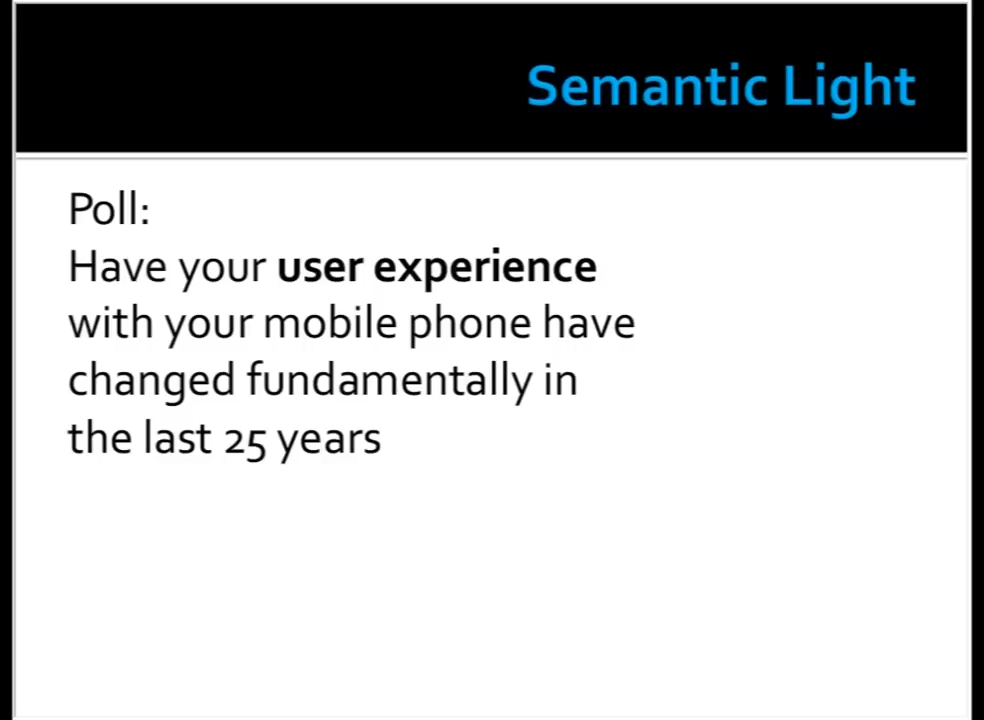 Semantic Light
Poll:
Have your user experience
with your mobile phone have
changed fundamentally in
the last 25 years